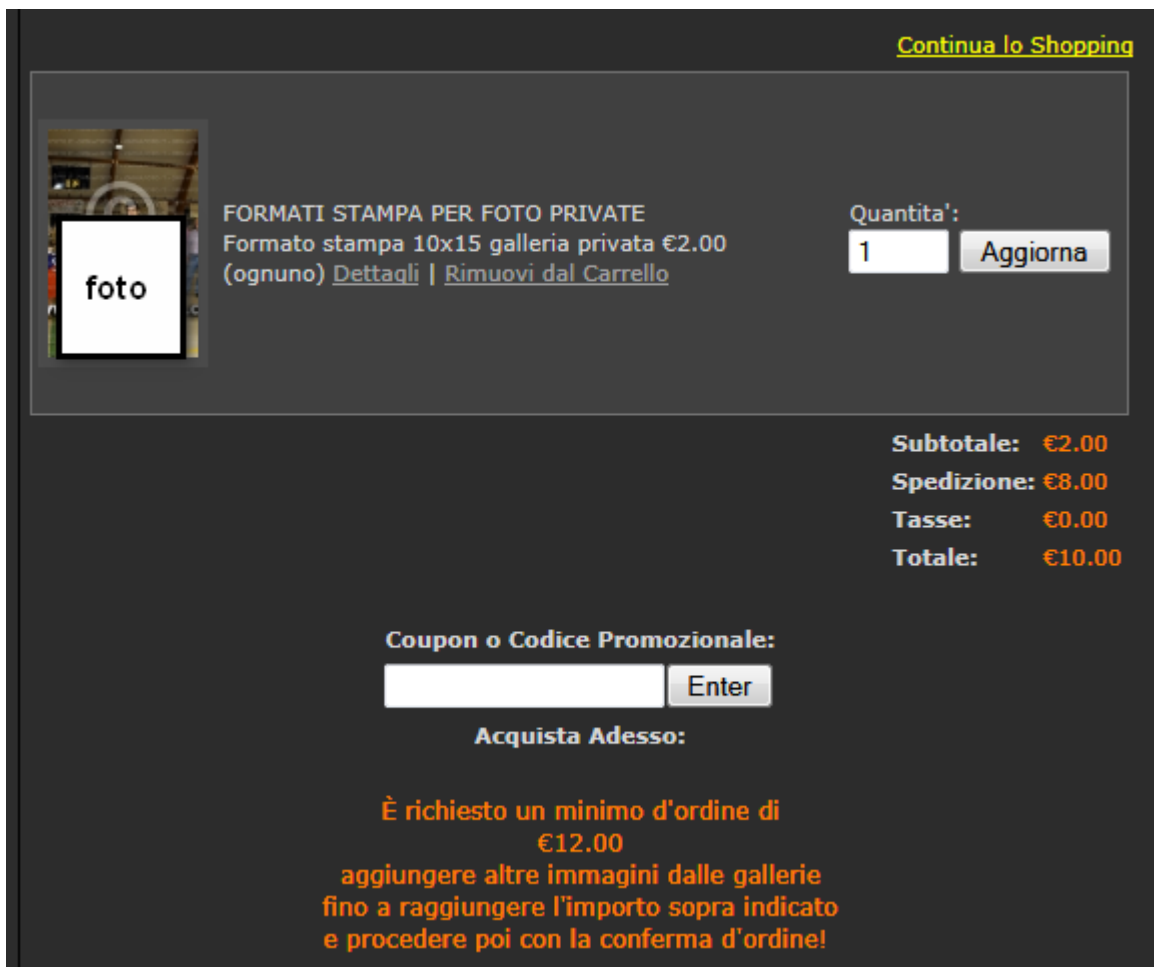 Continua lo Shopping
©
foto
FORMATI STAMPA PER FOTO PRIVATE
Formato stampa 10x15 galleria privata €2.00
(ognuno) Dettagli | Rimuovi dal Carrello
Quantita':
1 Aggiorna
Subtotale: €2.00
Spedizione: €8.00
Tasse: €0.00
Totale: €10.00
Coupon o Codice Promozionale:
Enter
Acquista Adesso:
È richiesto un minimo d'ordine di
€12.00
aggiungere altre immagini dalle gallerie
fino a raggiungere l'importo sopra indicato
e procedere poi con la conferma d'ordine!